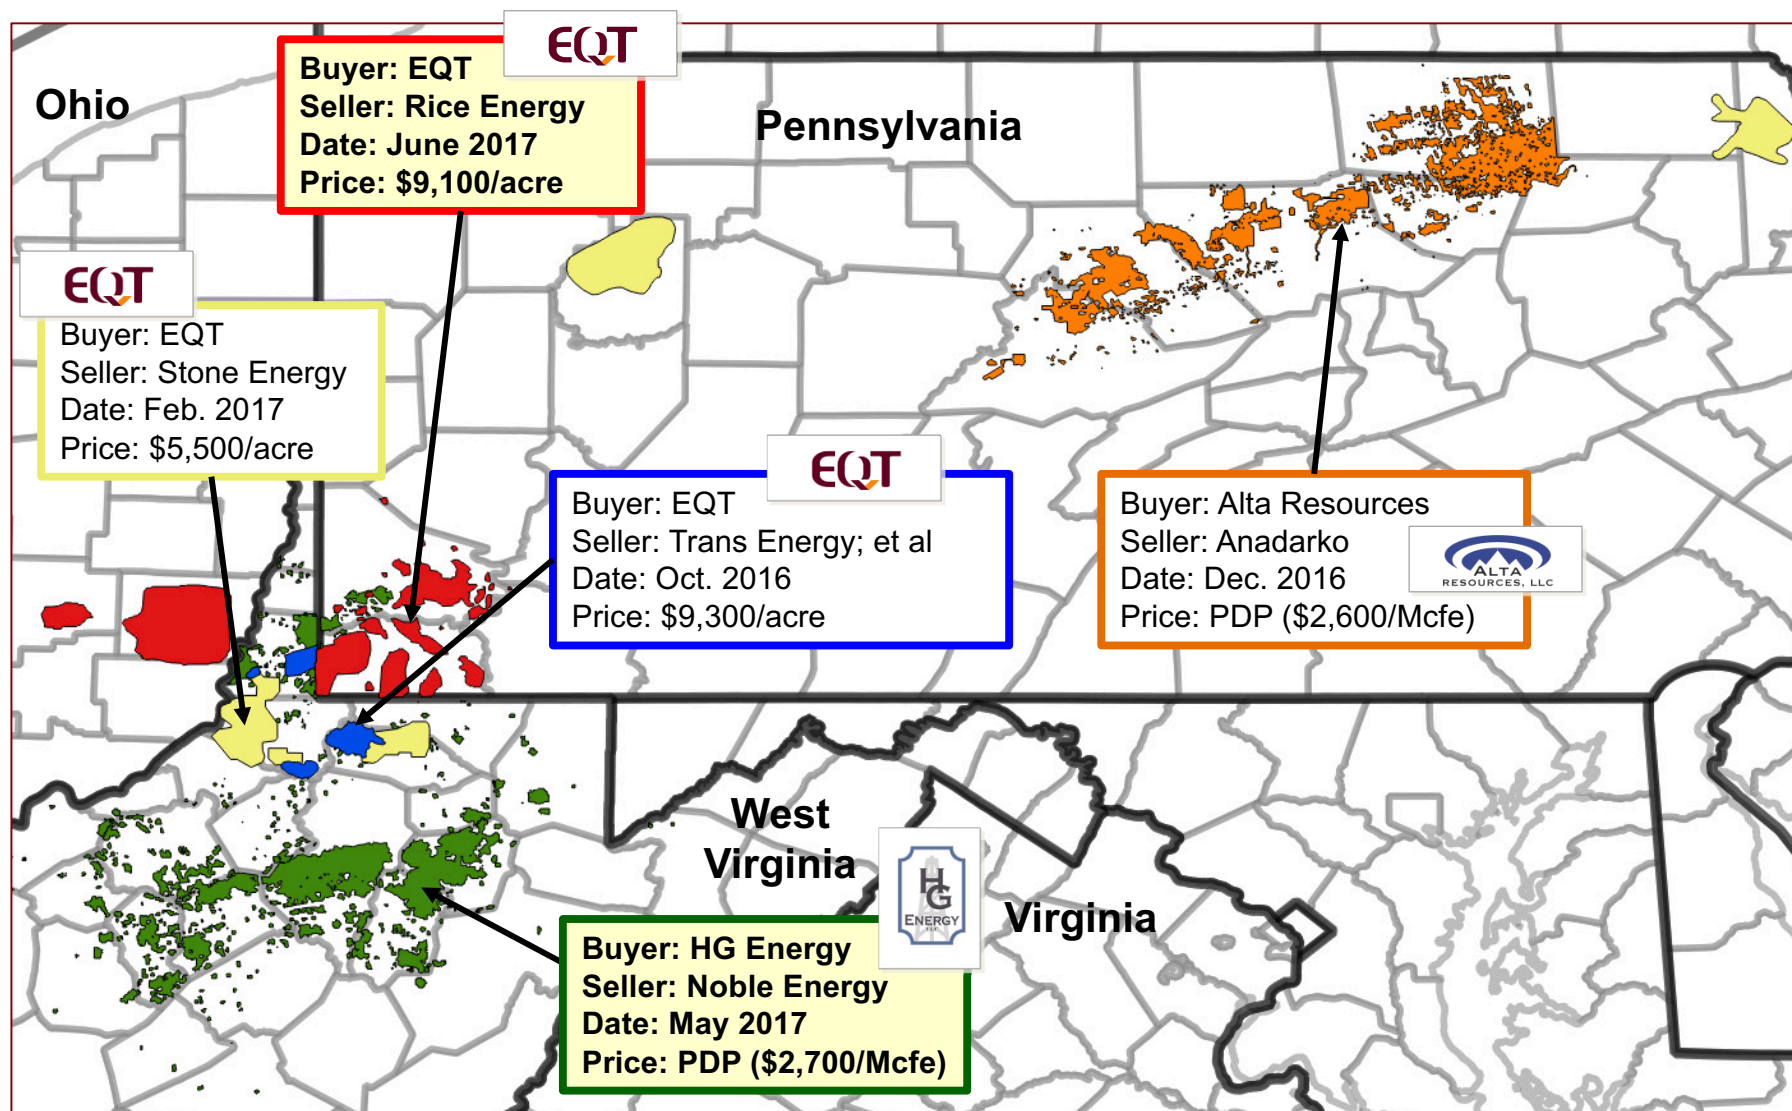 Ohio
EQT
Buyer: EQT
Seller: Rice Energy
Date: June 2017
Price: $9,100/acre
Pennsylvania
EQT
Buyer: EQT
Seller: Stone Energy
Date: Feb. 2017
Price: $5,500/acre
EQT
Buyer: EQT
Seller: Trans Energy; et al
Date: Oct. 2016
Price: $9,300/acre
Buyer: Alta Resources
Seller: Anadarko
Date: Dec. 2016
Price: PDP ($2,600/Mcfe)
ALTA
RESOURCES, LLC
West
Virginia
HG
ENERGY
LLC
Virginia
Buyer: HG Energy
Seller: Noble Energy
Date: May 2017
Price: PDP ($2,700/Mcfe)